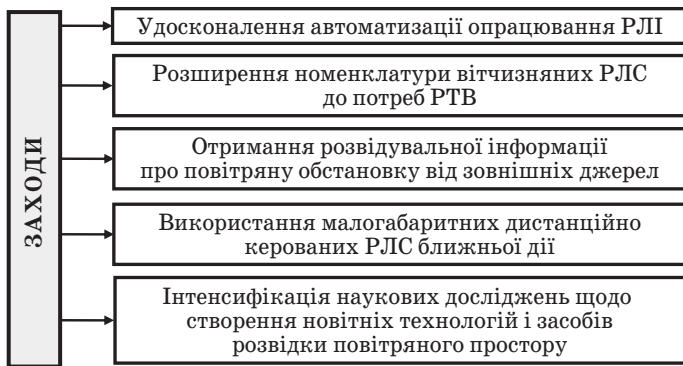 ЗАХОДИ
Удосконалення автоматизації опрацювання РЛІ
Розширення номенклатури вітчизняних РЛС
до потреб РТВ
Отримання розвідувальної інформації
про повітряну обстановку від зовнішніх джерел
Використання малогабаритних дистанційно
керованих РЛС ближньої дії
Інтенсифікація наукових досліджень щодо
створення новітніх технологій і засобів
розвідки повітряного простору